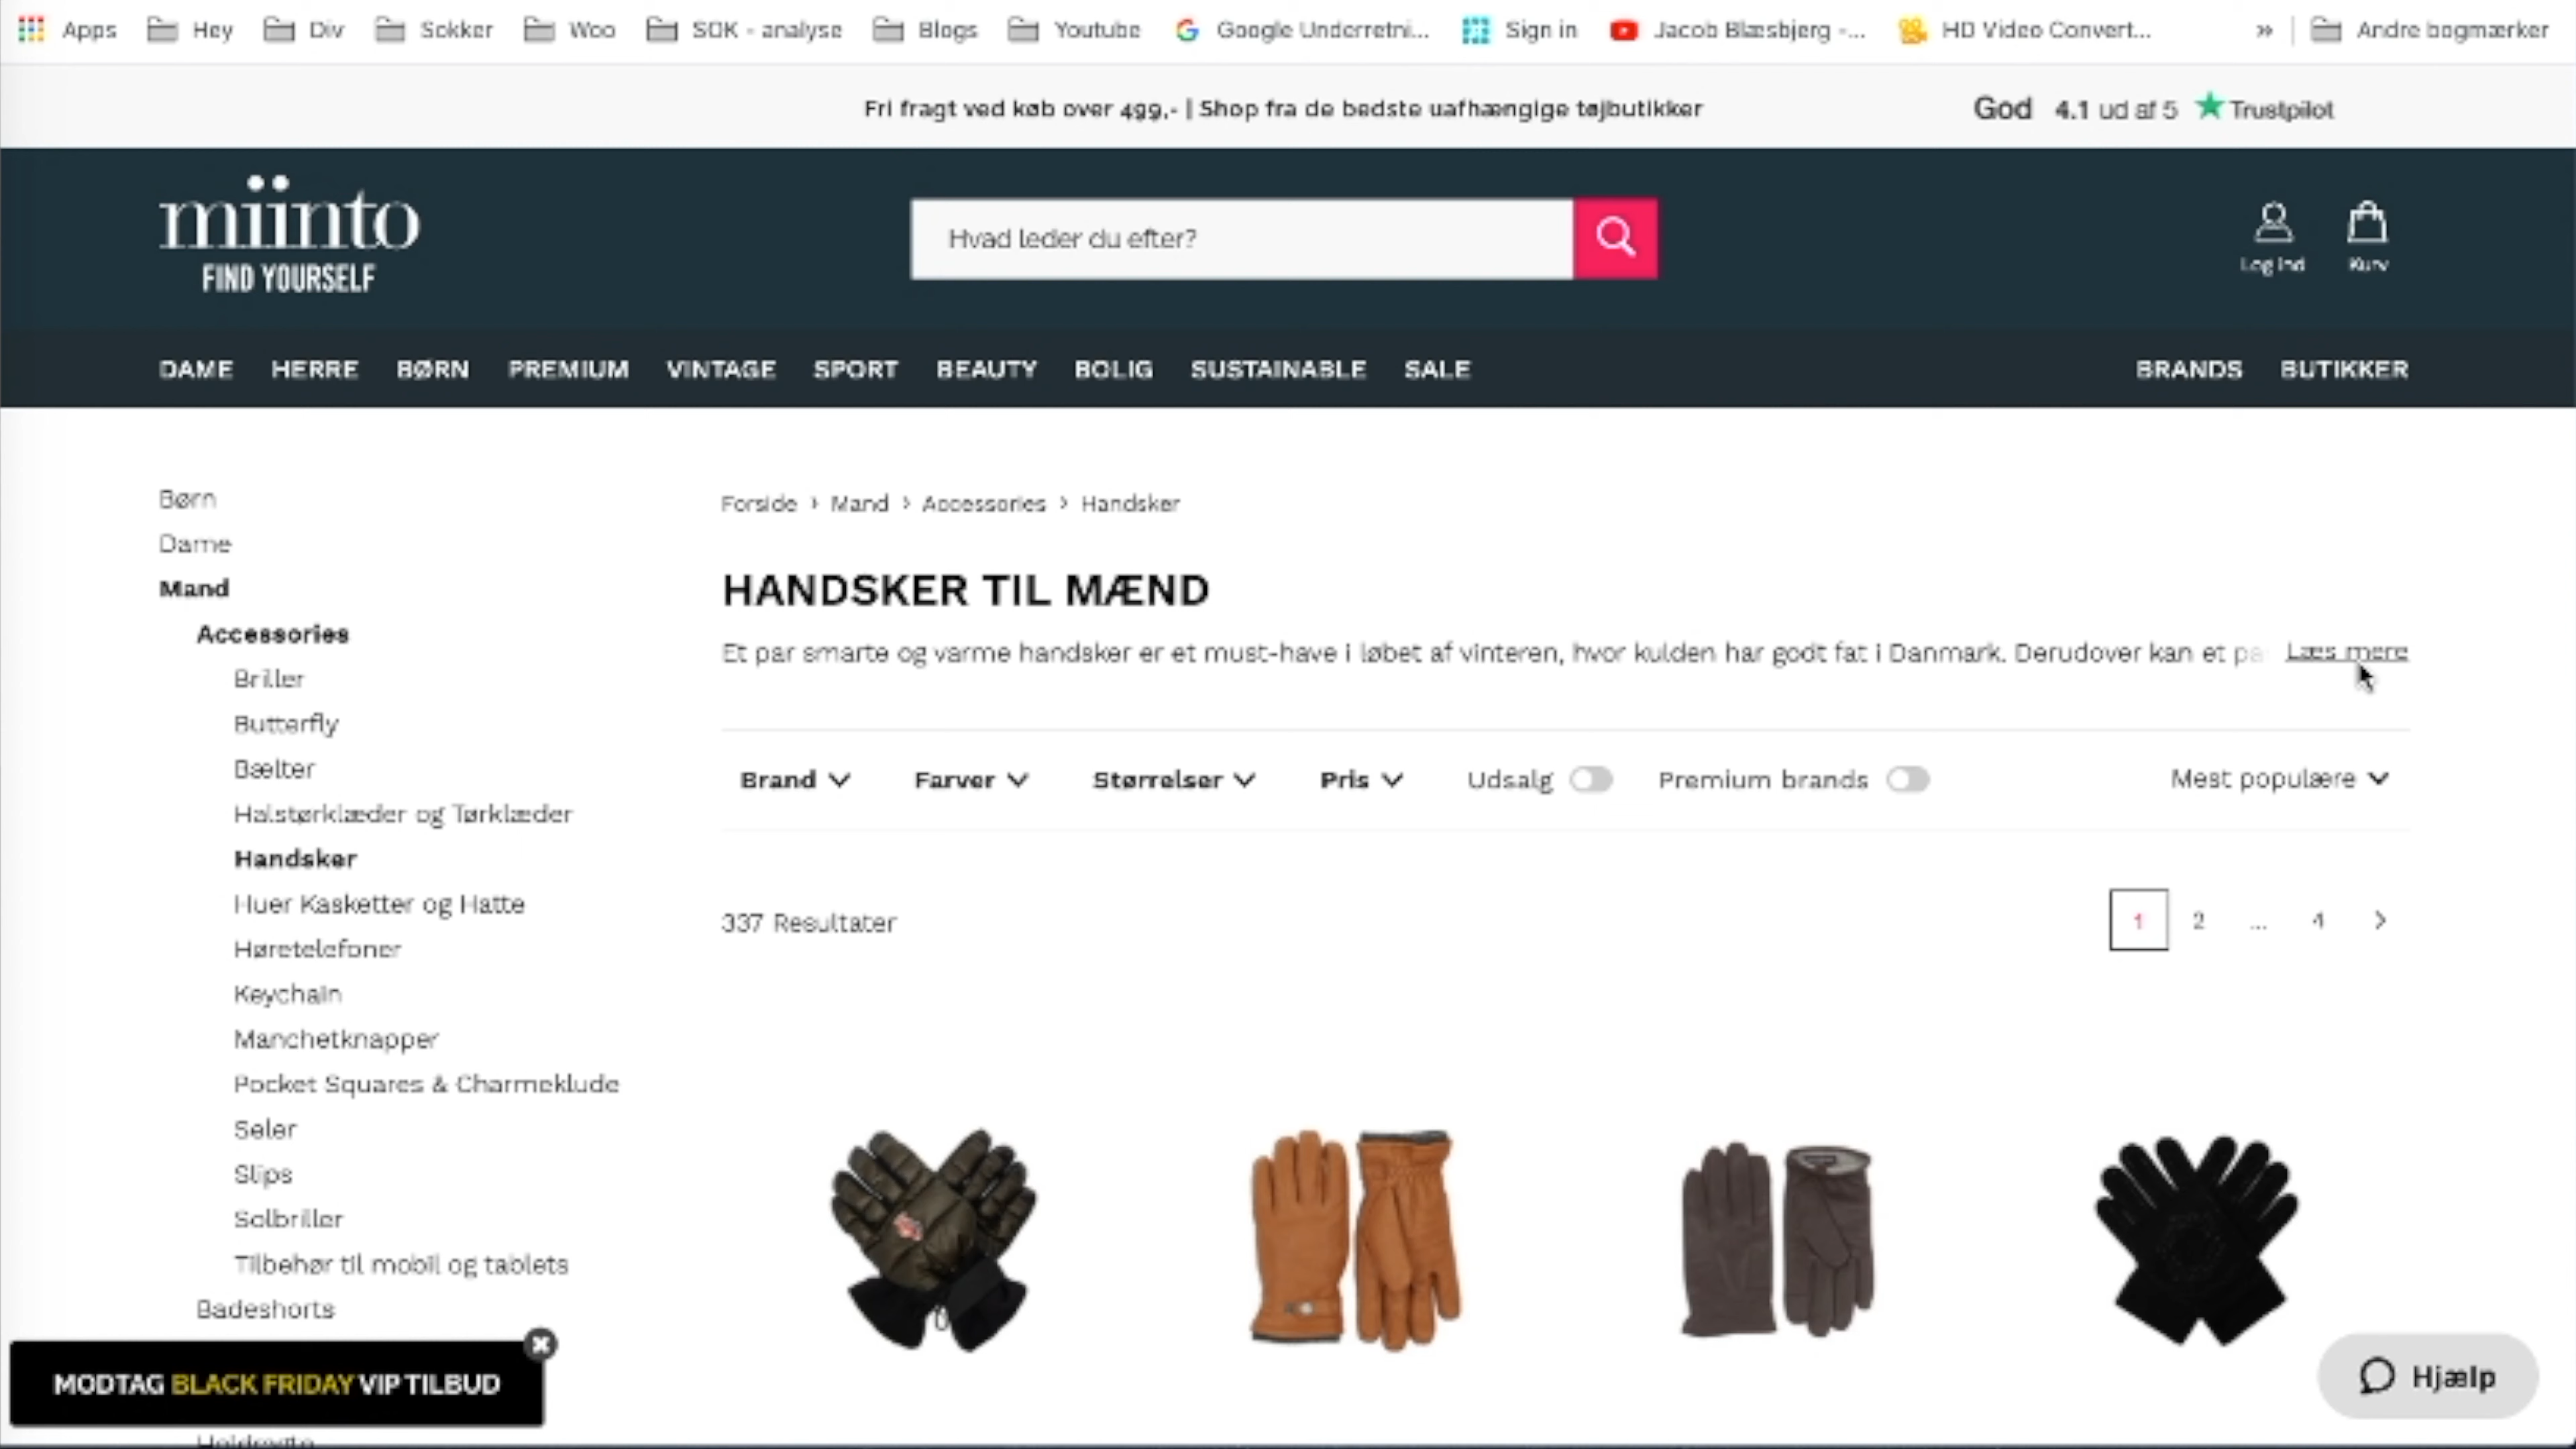 Apps Hey Div Sokker Woo SOK - analyse Blogs Youtube Google Underretni... Sign in Jacob Blæsbjerg -... HD Video Convert... » Andre bogmærker
Fri fragt ved køb over 499,- | Shop fra de bedste uafhængige tøjbutikker
God 4.1 ud af 5 Trustpilot
miinto
FIND YOURSELF
Hvad leder du efter?
Log ind Kurv
DAME HERRE BØRN PREMIUM VINTAGE SPORT BEAUTY BOLIG SUSTAINABLE SALE BRANDS BUTIKKER
Børn
Dame
Mand
Accessories
Briller
Butterfly
Bælter
Halstørklæder og Tørklæder
Handsker
Huer Kasketter og Hatte
Høretelefoner
Keychain
Manchetknapper
Pocket Squares & Charmeklude
Seler
Slips
Solbriller
Tilbehør til mobil og tablets
Badeshorts
Forside › Mand › Accessories › Handsker
HANDSKER TIL MÆND
Et par smarte og varme handsker er et must-have i løbet af vinteren, hvor kulden har godt fat i Danmark. Derudover kan et pa Læs mere
Brand Farver Størrelser Pris Udsalg Premium brands Mest populære
337 Resultater
1 2 ... 4 >
MODTAG BLACK FRIDAY VIP TILBUD
Hjælp